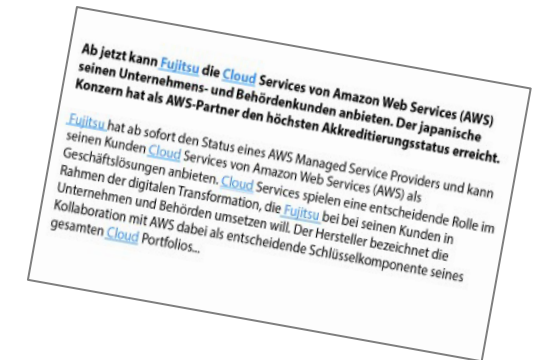 Ab jetzt kann Fujitsu die Cloud Services von Amazon Web Services (AWS)
seinen Unternehmens- und Behördenkunden anbieten. Der japanische
Konzern hat als AWS-Partner den höchsten Akkreditierungsstatus erreicht.
Fujitsu hat ab sofort den Status eines AWS Managed Service Providers und kann
seinen Kunden Cloud Services von Amazon Web Services (AWS) als
Geschäftslösungen anbieten. Cloud Services spielen eine entscheidende Rolle im
Rahmen der digitalen Transformation, die Fujitsu bei bei seinen Kunden in
Unternehmen und Behörden umsetzen will. Der Hersteller bezeichnet die
Kollaboration mit AWS dabei als entscheidende Schlüsselkomponente seines
gesamten Cloud Portfolios...